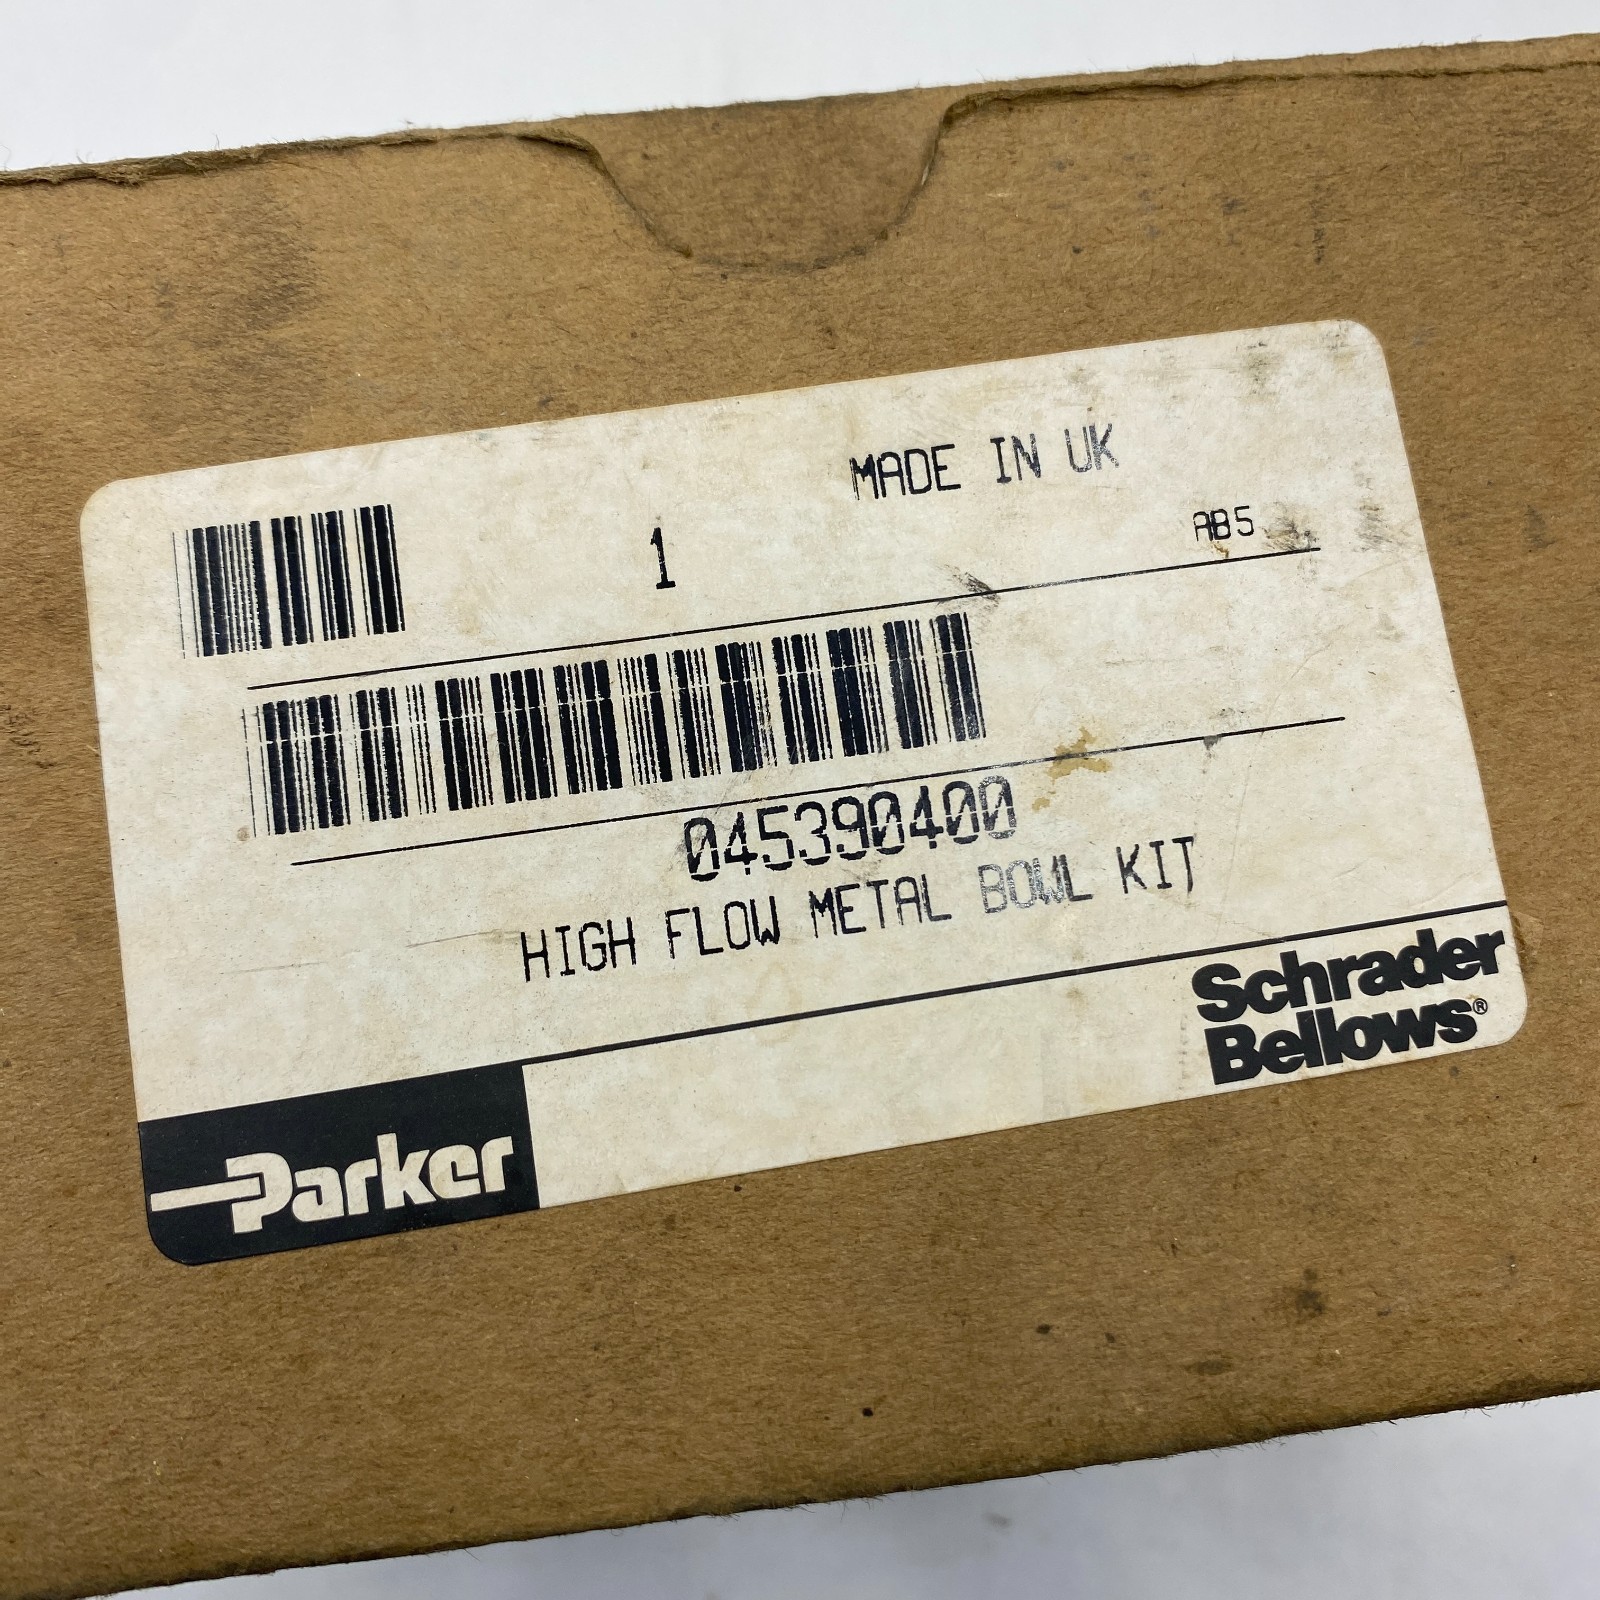 MADE IN UK
1
AB5
045390400
HIGH FLOW METAL BOWL KIT
Schrader
Bellows®
Parker